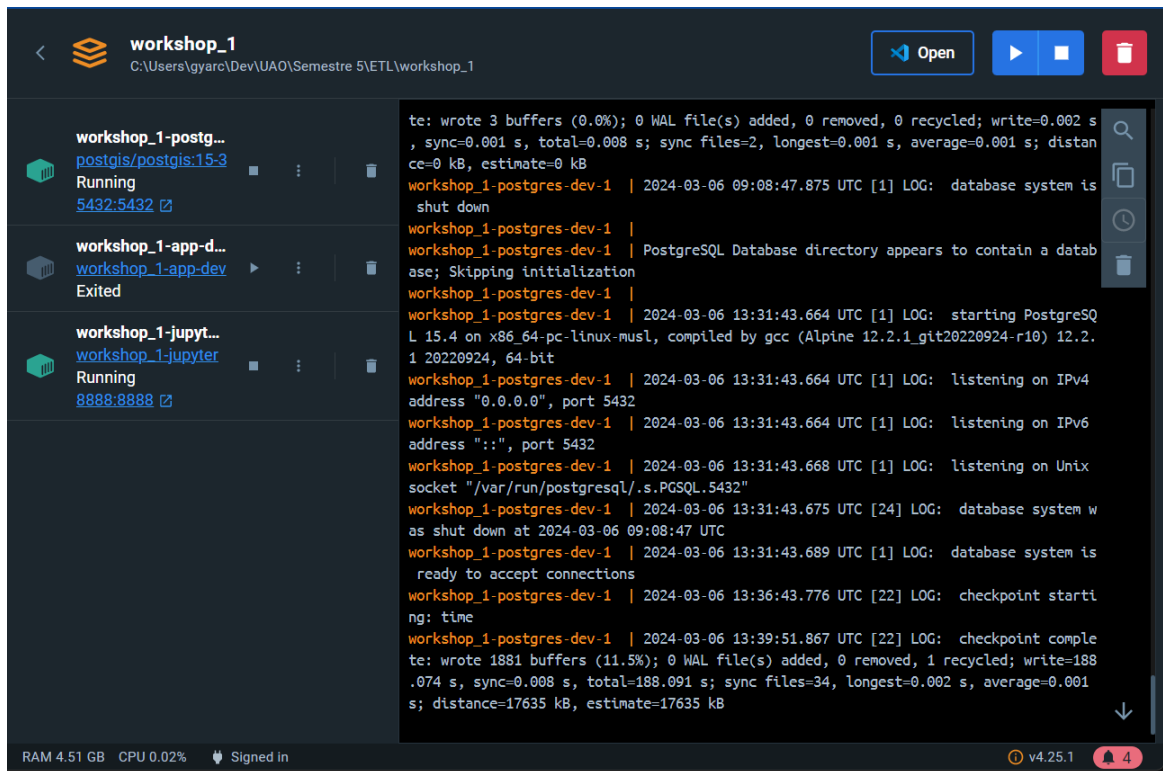 workshop_1
C:\Users\gyarc\Dev\UAO\Semestre 5\ETL\workshop_1
Open
workshop_1-postg...
postgis/postgis:15-3
Running
5432:5432
workshop_1-app-d...
workshop_1-app-dev
Exited
workshop_1-jupyt...
workshop_1-jupyter
Running
8888:8888
te: wrote 3 buffers (0.0%); 0 WAL file(s) added, 0 removed, 0 recycled; write=0.002 s
, sync=0.001 s, total=0.008 s; sync files=2, longest=0.001 s, average=0.001 s; distan
ce=0 kB, estimate=0 kB
workshop_1-postgres-dev-1 | 2024-03-06 09:08:47.875 UTC [1] LOG: database system is
shut down
workshop_1-postgres-dev-1 |
workshop_1-postgres-dev-1 | PostgreSQL Database directory appears to contain a datab
ase; Skipping initialization
workshop_1-postgres-dev-1 |
workshop_1-postgres-dev-1 | 2024-03-06 13:31:43.664 UTC [1] LOG: starting PostgreSQ
L 15.4 on x86_64-pc-linux-musl, compiled by gcc (Alpine 12.2.1_git20220924-r10) 12.2.
1 20220924, 64-bit
workshop_1-postgres-dev-1 | 2024-03-06 13:31:43.664 UTC [1] LOG: listening on IPv4
address "0.0.0.0", port 5432
workshop_1-postgres-dev-1 | 2024-03-06 13:31:43.664 UTC [1] LOG: listening on IPv6
address "::", port 5432
workshop_1-postgres-dev-1 | 2024-03-06 13:31:43.668 UTC [1] LOG: listening on Unix
socket "/var/run/postgresql/.s.PGSQL.5432"
workshop_1-postgres-dev-1 | 2024-03-06 13:31:43.675 UTC [24] LOG: database system w
as shut down at 2024-03-06 09:08:47 UTC
workshop_1-postgres-dev-1 | 2024-03-06 13:31:43.689 UTC [1] LOG: database system is
ready to accept connections
workshop_1-postgres-dev-1 | 2024-03-06 13:36:43.776 UTC [22] LOG: checkpoint starti
ng: time
workshop_1-postgres-dev-1 | 2024-03-06 13:39:51.867 UTC [22] LOG: checkpoint comple
te: wrote 1881 buffers (11.5%); 0 WAL file(s) added, 0 removed, 1 recycled; write=188
.074 s, sync=0.008 s, total=188.091 s; sync files=34, longest=0.002 s, average=0.001
s; distance=17635 kB, estimate=17635 kB
RAM 4.51 GB CPU 0.02% Signed in
v4.25.1
4